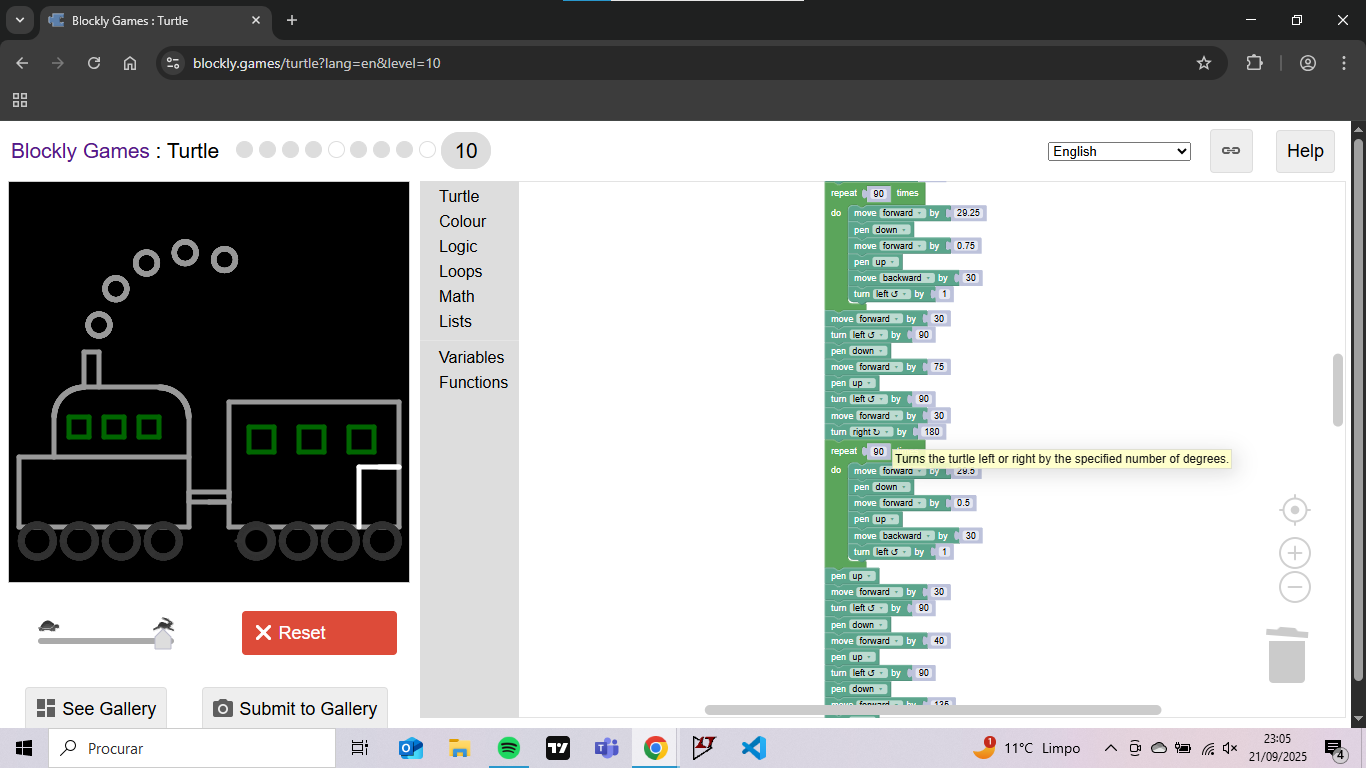 Blockly Games : Turtle
blockly.games/turtle?lang=en&level=10
Blockly Games : Turtle 10
English
Help
Turtle
Colour
Logic
Loops
Math
Lists
Variables
Functions
repeat 90 times
do move forward by 29.25
pen down
move forward by 0.75
pen up
move backward by 30
turn left ↺ by 1
move forward by 30
turn left ↺ by 90
pen down
move forward by 75
pen up
turn left ↺ by 90
move forward by 30
turn right ↻ by 180
repeat 90
Turns the turtle left or right by the specified number of degrees.
do move forward by 29.5
pen down
move forward by 0.5
pen up
move backward by 30
turn left ↺ by 1
pen up
move forward by 30
turn left ↺ by 90
pen down
move forward by 40
pen up
turn left ↺ by 90
pen down
move forward by 135
Reset
See Gallery
Submit to Gallery
Procurar
11°C Limpo
23:05
21/09/2025
4